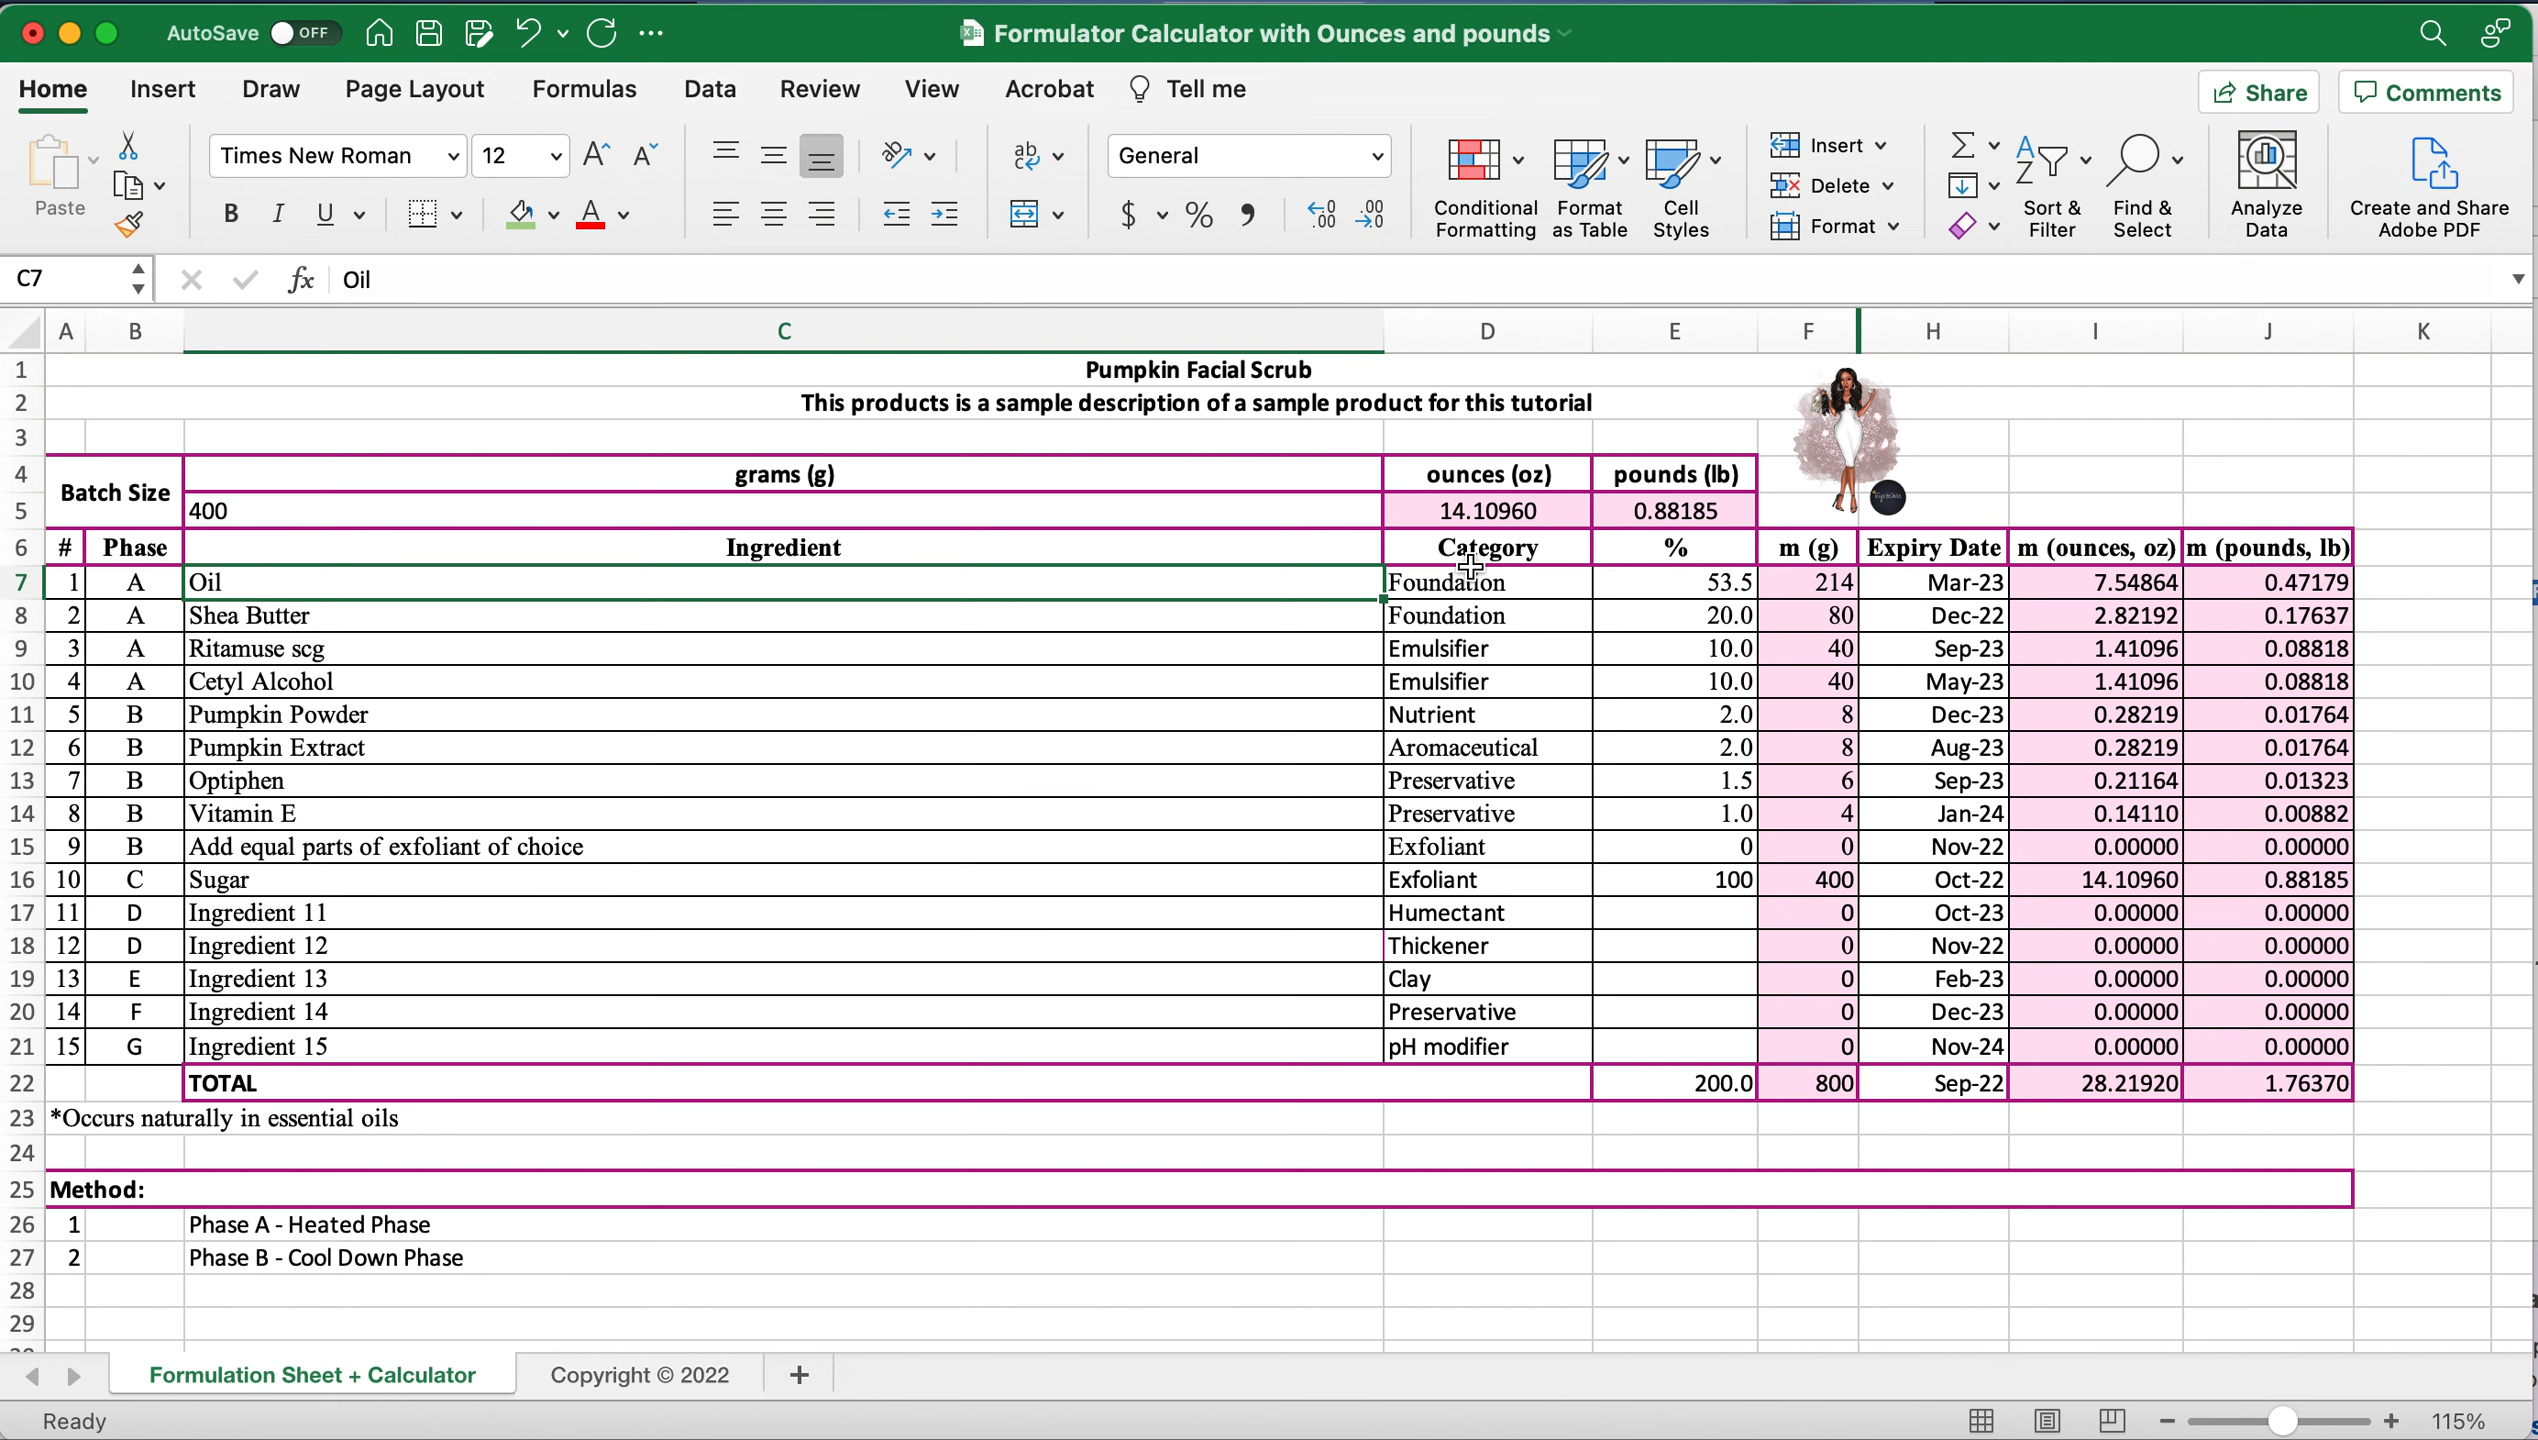 AutoSave OFF Formulator Calculator with Ounces and pounds
Home Insert Draw Page Layout Formulas Data Review View Acrobat Tell me Share Comments
Paste Times New Roman 12 General Conditional Formatting Format as Table Cell Styles Insert Delete Format Sort & Filter Find & Select Analyze Data Create and Share Adobe PDF
C7 fx Oil
A B C D E F H I J K
1 Pumpkin Facial Scrub
2 This products is a sample description of a sample product for this tutorial
3
4 Batch Size grams (g) ounces (oz) pounds (lb)
5 400 14.10960 0.88185
6 # Phase Ingredient Category % m (g) Expiry Date m (ounces, oz) m (pounds, lb)
7 1 A Oil Foundation 53.5 214 Mar-23 7.54864 0.47179
8 2 A Shea Butter Foundation 20.0 80 Dec-22 2.82192 0.17637
9 3 A Ritamuse scg Emulsifier 10.0 40 Sep-23 1.41096 0.08818
10 4 A Cetyl Alcohol Emulsifier 10.0 40 May-23 1.41096 0.08818
11 5 B Pumpkin Powder Nutrient 2.0 8 Dec-23 0.28219 0.01764
12 6 B Pumpkin Extract Aromaceutical 2.0 8 Aug-23 0.28219 0.01764
13 7 B Optiphen Preservative 1.5 6 Sep-23 0.21164 0.01323
14 8 B Vitamin E Preservative 1.0 4 Jan-24 0.14110 0.00882
15 9 B Add equal parts of exfoliant of choice Exfoliant 0 0 Nov-22 0.00000 0.00000
16 10 C Sugar Exfoliant 100 400 Oct-22 14.10960 0.88185
17 11 D Ingredient 11 Humectant 0 Oct-23 0.00000 0.00000
18 12 D Ingredient 12 Thickener 0 Nov-22 0.00000 0.00000
19 13 E Ingredient 13 Clay 0 Feb-23 0.00000 0.00000
20 14 F Ingredient 14 Preservative 0 Dec-23 0.00000 0.00000
21 15 G Ingredient 15 pH modifier 0 Nov-24 0.00000 0.00000
22 TOTAL 200.0 800 Sep-22 28.21920 1.76370
23 *Occurs naturally in essential oils
24
25 Method:
26 1 Phase A - Heated Phase
27 2 Phase B - Cool Down Phase
28
29
Formulation Sheet + Calculator Copyright © 2022 +
Ready 115%